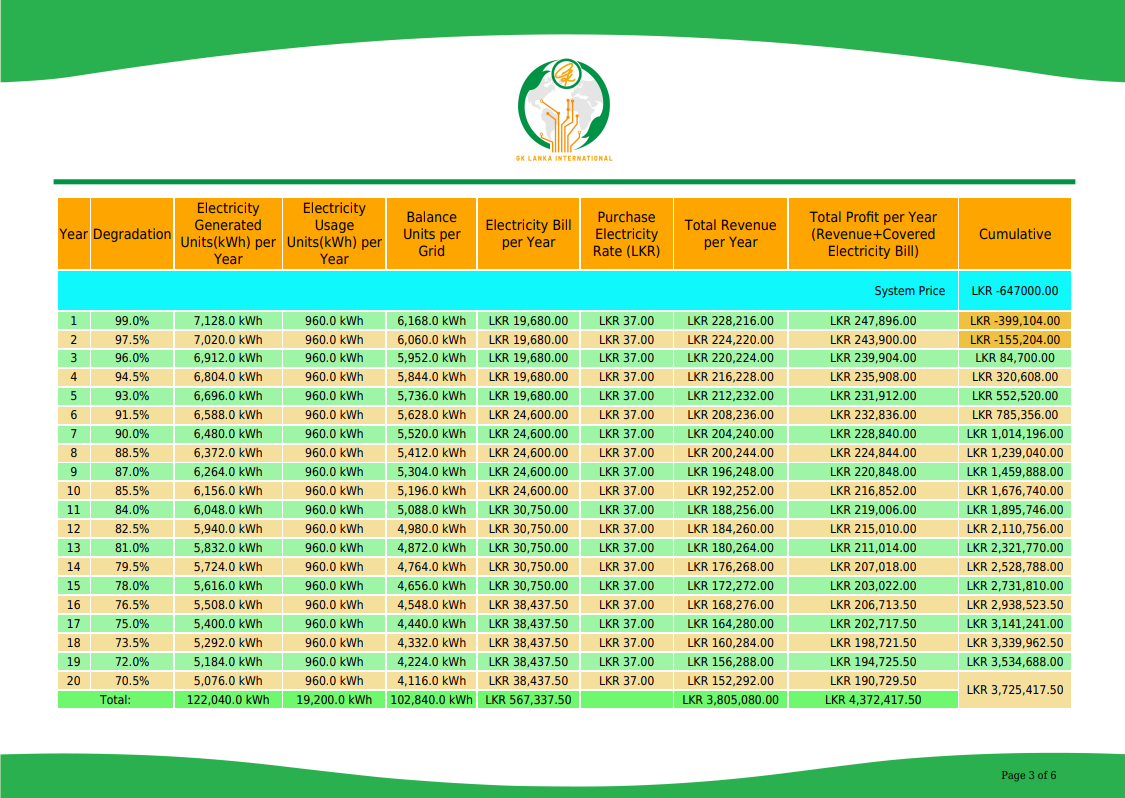 GK LANKA INTERNATIONAL
Year Degradation Electricity Generated Units(kWh) per Year Electricity Usage Units(kWh) per Year Balance Units per Grid Electricity Bill per Year Purchase Electricity Rate (LKR) Total Revenue per Year Total Profit per Year (Revenue+Covered Electricity Bill) Cumulative
System Price LKR -647000.00
1 99.0% 7,128.0 kWh 960.0 kWh 6,168.0 kWh LKR 19,680.00 LKR 37.00 LKR 228,216.00 LKR 247,896.00 LKR -399,104.00
2 97.5% 7,020.0 kWh 960.0 kWh 6,060.0 kWh LKR 19,680.00 LKR 37.00 LKR 224,220.00 LKR 243,900.00 LKR -155,204.00
3 96.0% 6,912.0 kWh 960.0 kWh 5,952.0 kWh LKR 19,680.00 LKR 37.00 LKR 220,224.00 LKR 239,904.00 LKR 84,700.00
4 94.5% 6,804.0 kWh 960.0 kWh 5,844.0 kWh LKR 19,680.00 LKR 37.00 LKR 216,228.00 LKR 235,908.00 LKR 320,608.00
5 93.0% 6,696.0 kWh 960.0 kWh 5,736.0 kWh LKR 19,680.00 LKR 37.00 LKR 212,232.00 LKR 231,912.00 LKR 552,520.00
6 91.5% 6,588.0 kWh 960.0 kWh 5,628.0 kWh LKR 24,600.00 LKR 37.00 LKR 208,236.00 LKR 232,836.00 LKR 785,356.00
7 90.0% 6,480.0 kWh 960.0 kWh 5,520.0 kWh LKR 24,600.00 LKR 37.00 LKR 204,240.00 LKR 228,840.00 LKR 1,014,196.00
8 88.5% 6,372.0 kWh 960.0 kWh 5,412.0 kWh LKR 24,600.00 LKR 37.00 LKR 200,244.00 LKR 224,844.00 LKR 1,239,040.00
9 87.0% 6,264.0 kWh 960.0 kWh 5,304.0 kWh LKR 24,600.00 LKR 37.00 LKR 196,248.00 LKR 220,848.00 LKR 1,459,888.00
10 85.5% 6,156.0 kWh 960.0 kWh 5,196.0 kWh LKR 24,600.00 LKR 37.00 LKR 192,252.00 LKR 216,852.00 LKR 1,676,740.00
11 84.0% 6,048.0 kWh 960.0 kWh 5,088.0 kWh LKR 30,750.00 LKR 37.00 LKR 188,256.00 LKR 219,006.00 LKR 1,895,746.00
12 82.5% 5,940.0 kWh 960.0 kWh 4,980.0 kWh LKR 30,750.00 LKR 37.00 LKR 184,260.00 LKR 215,010.00 LKR 2,110,756.00
13 81.0% 5,832.0 kWh 960.0 kWh 4,872.0 kWh LKR 30,750.00 LKR 37.00 LKR 180,264.00 LKR 211,014.00 LKR 2,321,770.00
14 79.5% 5,724.0 kWh 960.0 kWh 4,764.0 kWh LKR 30,750.00 LKR 37.00 LKR 176,268.00 LKR 207,018.00 LKR 2,528,788.00
15 78.0% 5,616.0 kWh 960.0 kWh 4,656.0 kWh LKR 30,750.00 LKR 37.00 LKR 172,272.00 LKR 203,022.00 LKR 2,731,810.00
16 76.5% 5,508.0 kWh 960.0 kWh 4,548.0 kWh LKR 38,437.50 LKR 37.00 LKR 168,276.00 LKR 206,713.50 LKR 2,938,523.50
17 75.0% 5,400.0 kWh 960.0 kWh 4,440.0 kWh LKR 38,437.50 LKR 37.00 LKR 164,280.00 LKR 202,717.50 LKR 3,141,241.00
18 73.5% 5,292.0 kWh 960.0 kWh 4,332.0 kWh LKR 38,437.50 LKR 37.00 LKR 160,284.00 LKR 198,721.50 LKR 3,339,962.50
19 72.0% 5,184.0 kWh 960.0 kWh 4,224.0 kWh LKR 38,437.50 LKR 37.00 LKR 156,288.00 LKR 194,725.50 LKR 3,534,688.00
20 70.5% 5,076.0 kWh 960.0 kWh 4,116.0 kWh LKR 38,437.50 LKR 37.00 LKR 152,292.00 LKR 190,729.50 LKR 3,725,417.50
Total: 122,040.0 kWh 19,200.0 kWh 102,840.0 kWh LKR 567,337.50 LKR 3,805,080.00 LKR 4,372,417.50
Page 3 of 6